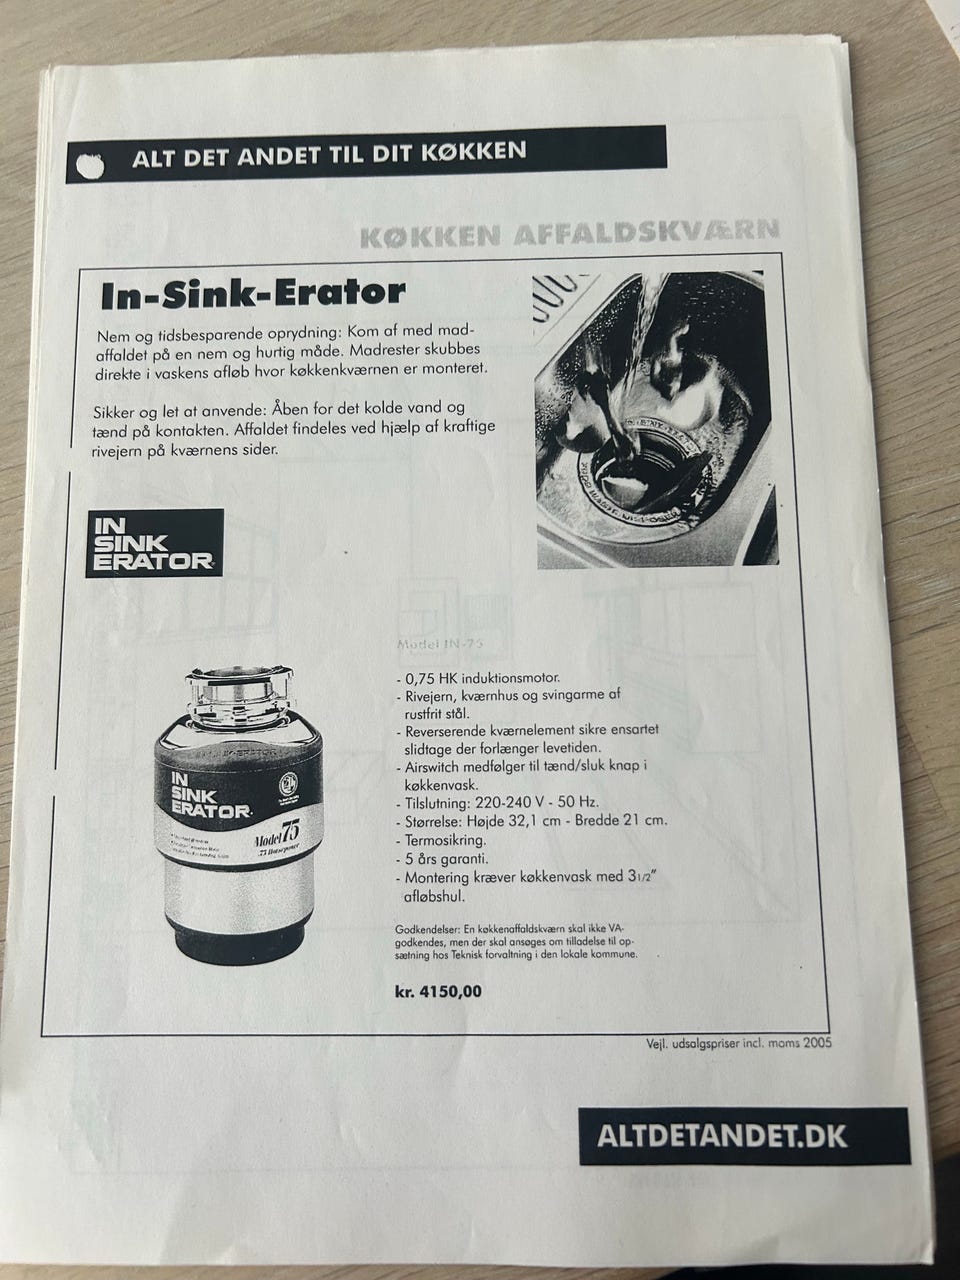 ALT DET ANDET TIL DIT KØKKEN
KØKKEN AFFALDSKVÆRN
In-Sink-Erator
Nem og tidsbesparende oprydning: Kom af med mad-
affaldet på en nem og hurtig måde. Madrester skubbes
direkte i vaskens afløb hvor køkkenkværnen er monteret.
Sikker og let at anvende: Åben for det kolde vand og
tænd på kontakten. Affaldet findeles ved hjælp af kraftige
rivejern på kværnens sider.
IN
SINK
ERATOR
Model IN-75
- 0,75 HK induktionsmotor.
- Rivejern, kværnhus og svingarme af
rustfrit stål.
- Reverserende kværnelement sikre ensartet
slidtage der forlænger levetiden.
- Airswitch medfølger til tænd/sluk knap i
køkkenvask.
- Tilslutning: 220-240 V - 50 Hz.
- Størrelse: Højde 32,1 cm - Bredde 21 cm.
- Termosikring.
- 5 års garanti.
- Montering kræver køkkenvask med 31/2"
afløbshul.
IN
SINK
ERATOR
Model 75
.75 Horsepower
Godkendelser: En køkkenaffaldskværn skal ikke VA-
godkendes, men der skal ansøges om tilladelse til op-
sætning hos Teknisk forvaltning i den lokale kommune.
kr. 4150,00
Vejl. udsalgspriser incl. moms 2005
ALTDETANDET.DK